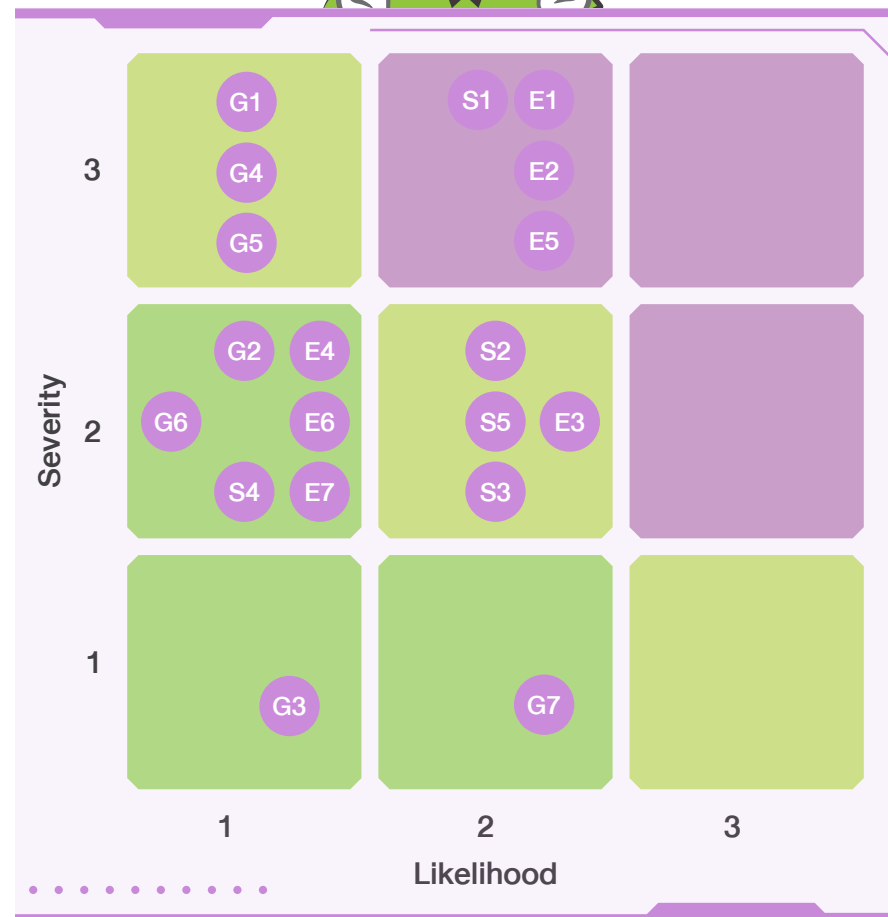 G1
S1 E1
3
G4
E2
G5
E5
G2 E4
S2
Severity
2
G6
E6
S5
E3
S4 E7
S3
1
G3
G7
1
2
3
Likelihood